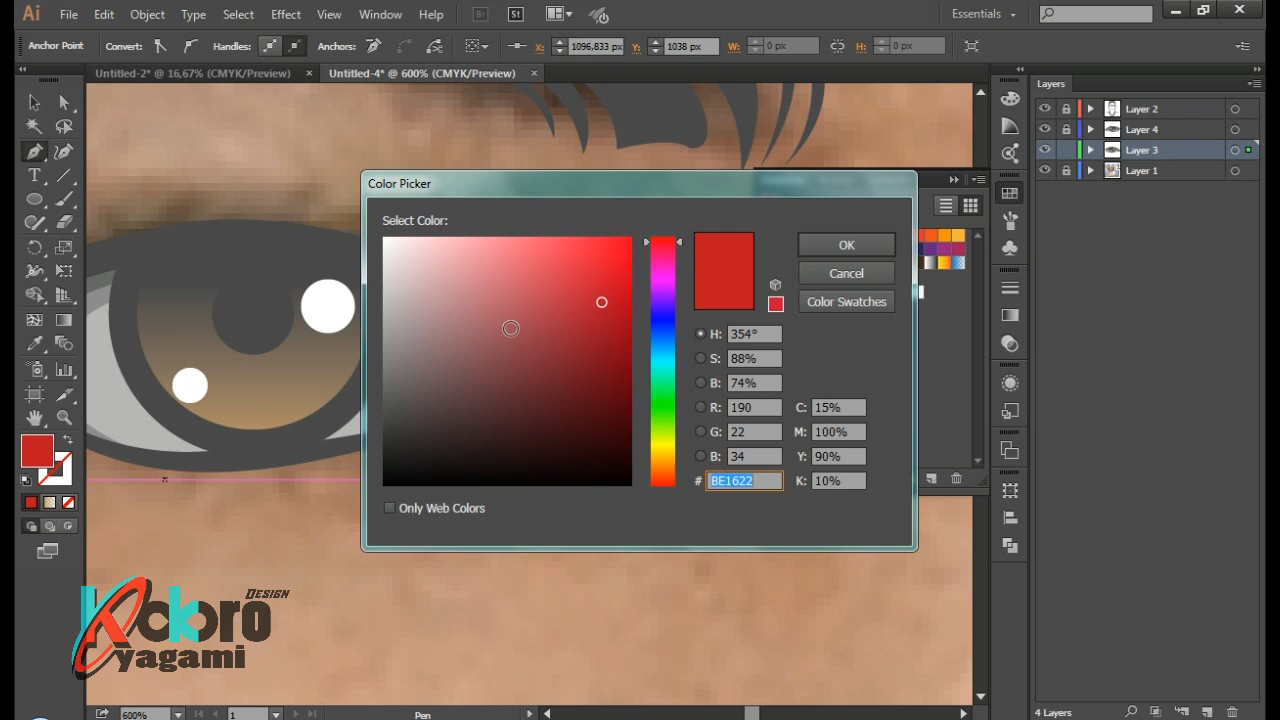 Ai File Edit Object Type Select Effect View Window Help Br St Essentials
Anchor Point Convert: Handles: Anchors: X: 1096,833 px Y: 1038 px W: 0 px H: 0 px
Untitled-2* @ 16,67% (CMYK/Preview) × Untitled-4* @ 600% (CMYK/Preview) ×
Layers
Layer 2
Layer 4
Layer 3
Layer 1
Color Picker
Select Color:
OK
Cancel
Color Swatches
H: 354°
S: 88%
B: 74%
R: 190 C: 15%
G: 22 M: 100%
B: 34 Y: 90%
# BE1622 K: 10%
Only Web Colors
Design
Kokoro
yagami
600% 1 Pen 4 Layers